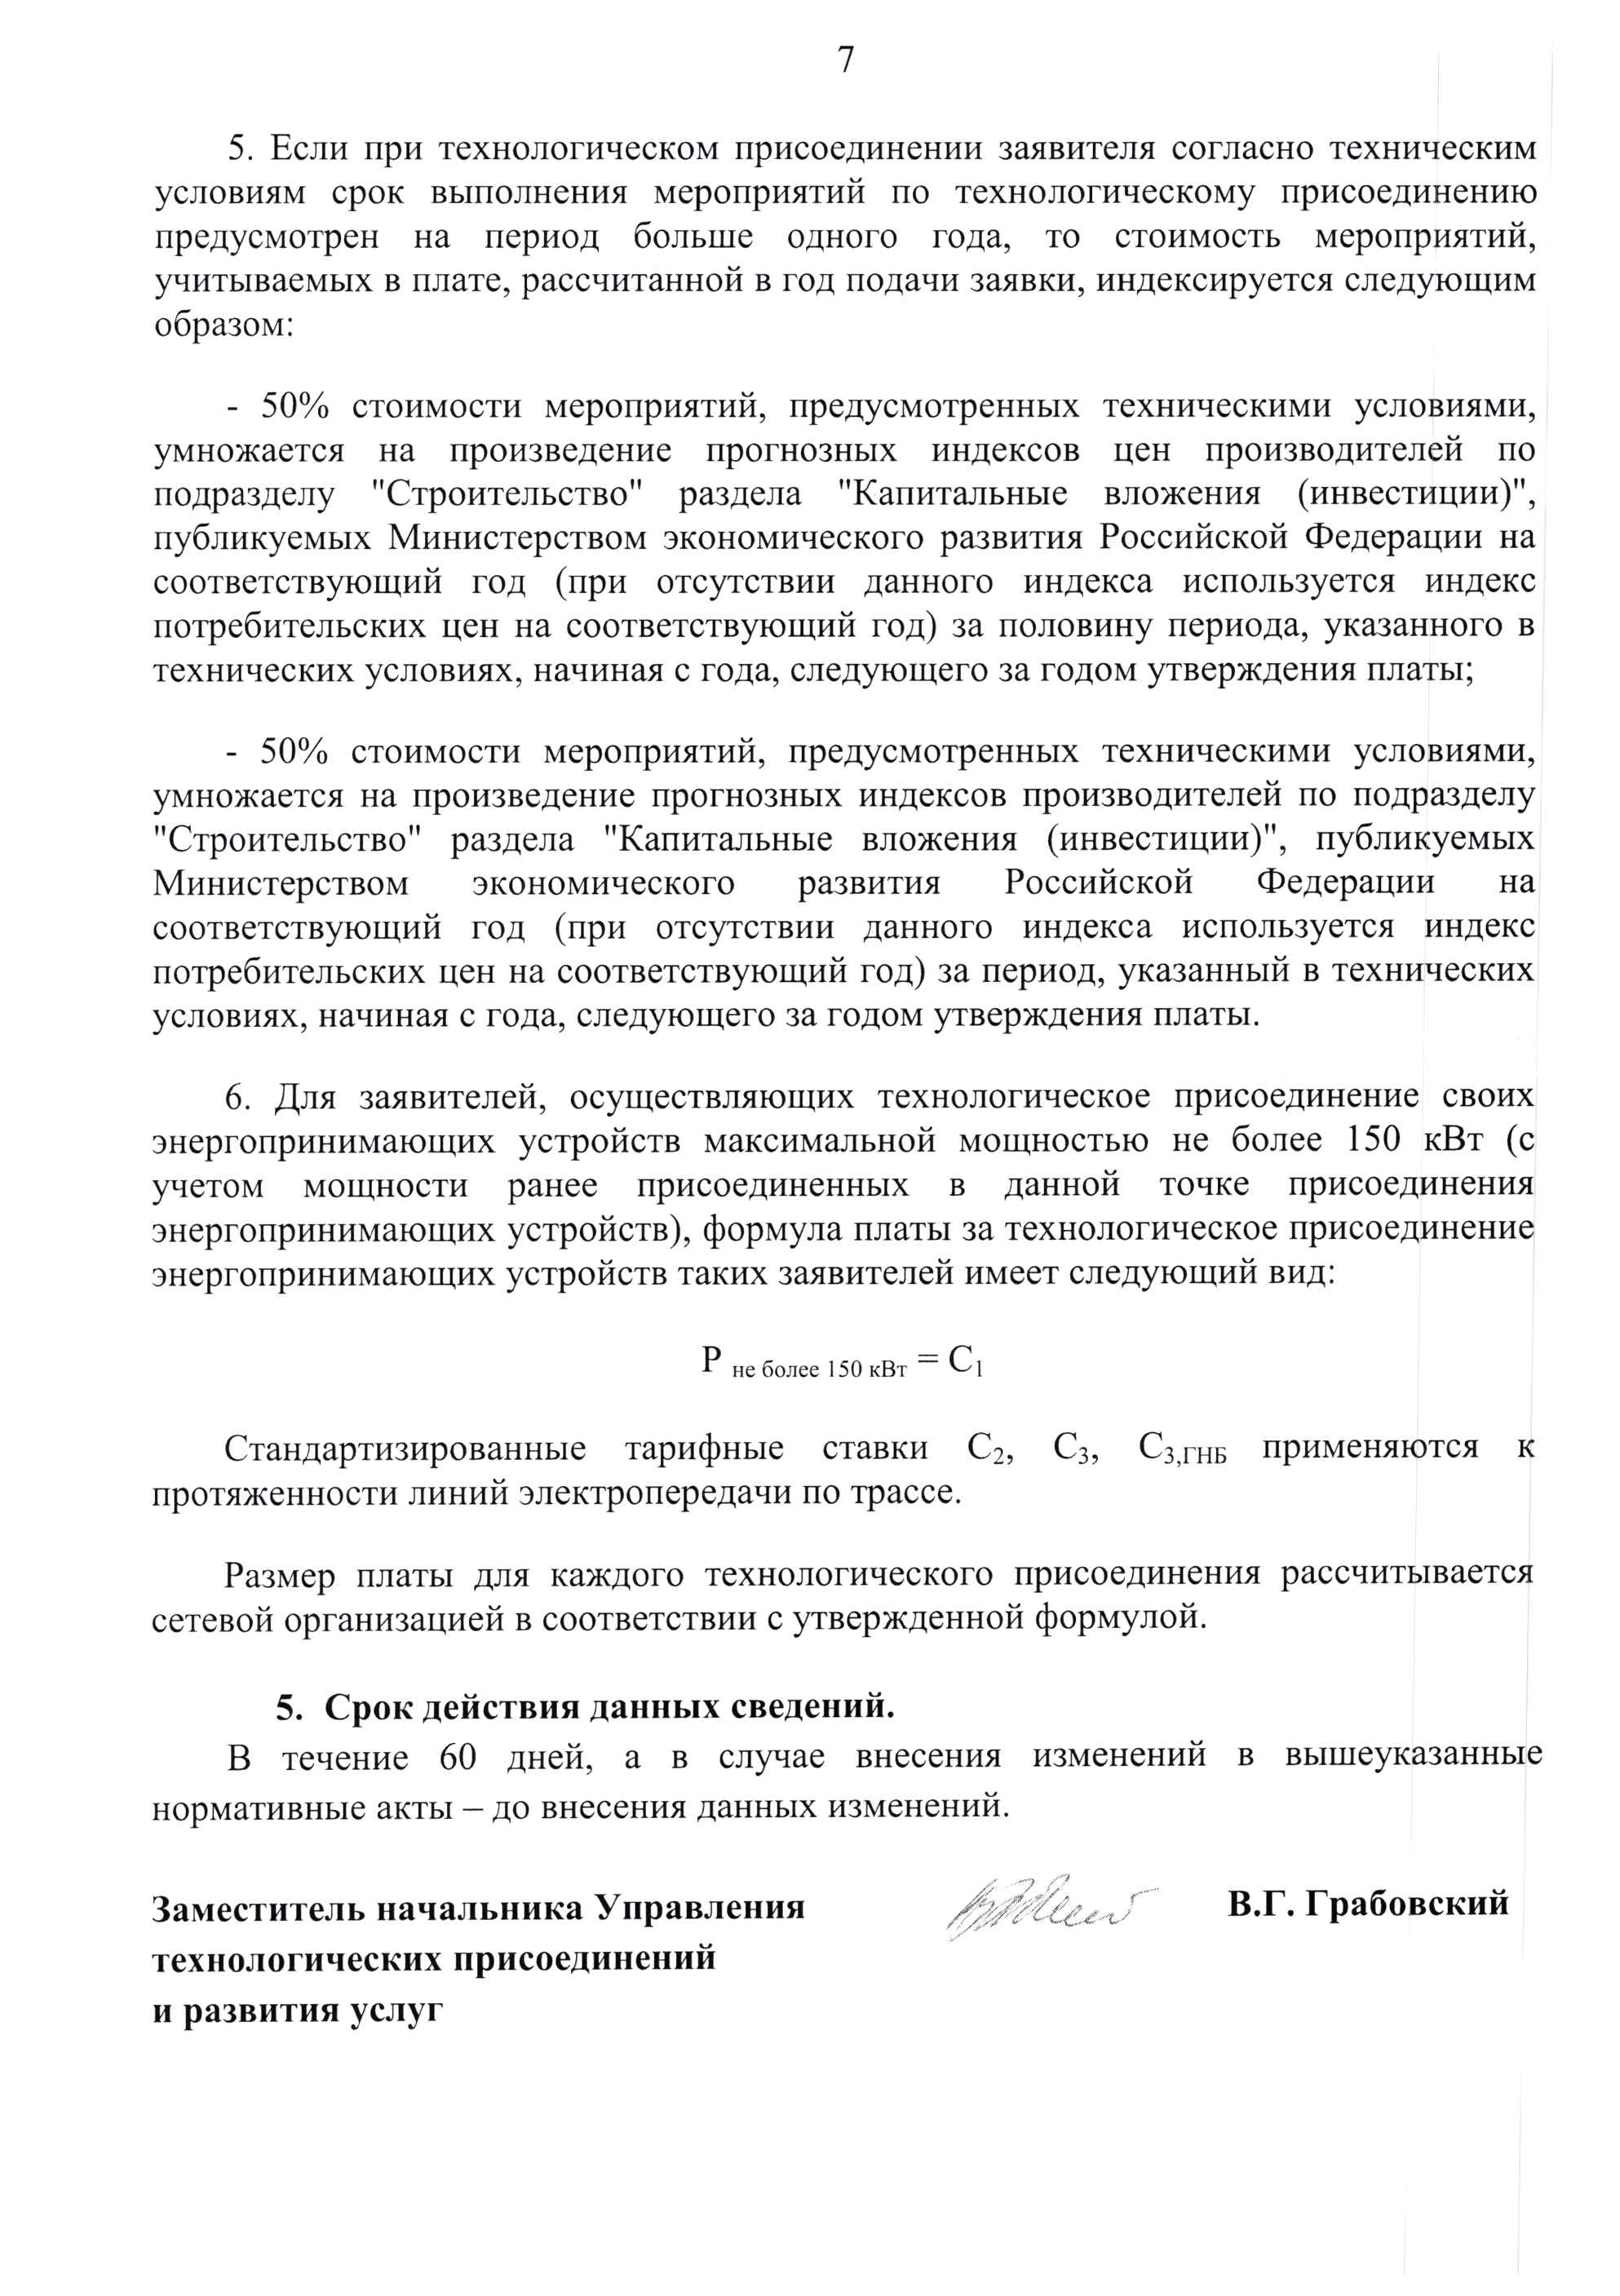 7
5. Если при технологическом присоединении заявителя согласно техническим
условиям срок выполнения мероприятий по технологическому присоединению
предусмотрен на период больше одного года, то стоимость мероприятий,
учитываемых в плате, рассчитанной в год подачи заявки, индексируется следующим
образом:
- 50% стоимости мероприятий, предусмотренных техническими условиями,
умножается на произведение прогнозных индексов цен производителей по
подразделу "Строительство" раздела "Капитальные вложения (инвестиции)",
публикуемых Министерством экономического развития Российской Федерации на
соответствующий год (при отсутствии данного индекса используется индекс
потребительских цен на соответствующий год) за половину периода, указанного в
технических условиях, начиная с года, следующего за годом утверждения платы;
- 50% стоимости мероприятий, предусмотренных техническими условиями,
умножается на произведение прогнозных индексов производителей по подразделу
"Строительство" раздела "Капитальные вложения (инвестиции)", публикуемых
Министерством экономического развития Российской Федерации на
соответствующий год (при отсутствии данного индекса используется индекс
потребительских цен на соответствующий год) за период, указанный в технических
условиях, начиная с года, следующего за годом утверждения платы.
6. Для заявителей, осуществляющих технологическое присоединение своих
энергопринимающих устройств максимальной мощностью не более 150 кВт (с
учетом мощности ранее присоединенных в данной точке присоединения
энергопринимающих устройств), формула платы за технологическое присоединение
энергопринимающих устройств таких заявителей имеет следующий вид:
Р не более 150 кВт = С1
Стандартизированные тарифные ставки С2, С3, С3,ГНБ применяются к
протяженности линий электропередачи по трассе.
Размер платы для каждого технологического присоединения рассчитывается
сетевой организацией в соответствии с утвержденной формулой.
5. Срок действия данных сведений.
В течение 60 дней, а в случае внесения изменений в вышеуказанные
нормативные акты – до внесения данных изменений.
Заместитель начальника Управления В.Г. Грабовский
технологических присоединений
и развития услуг